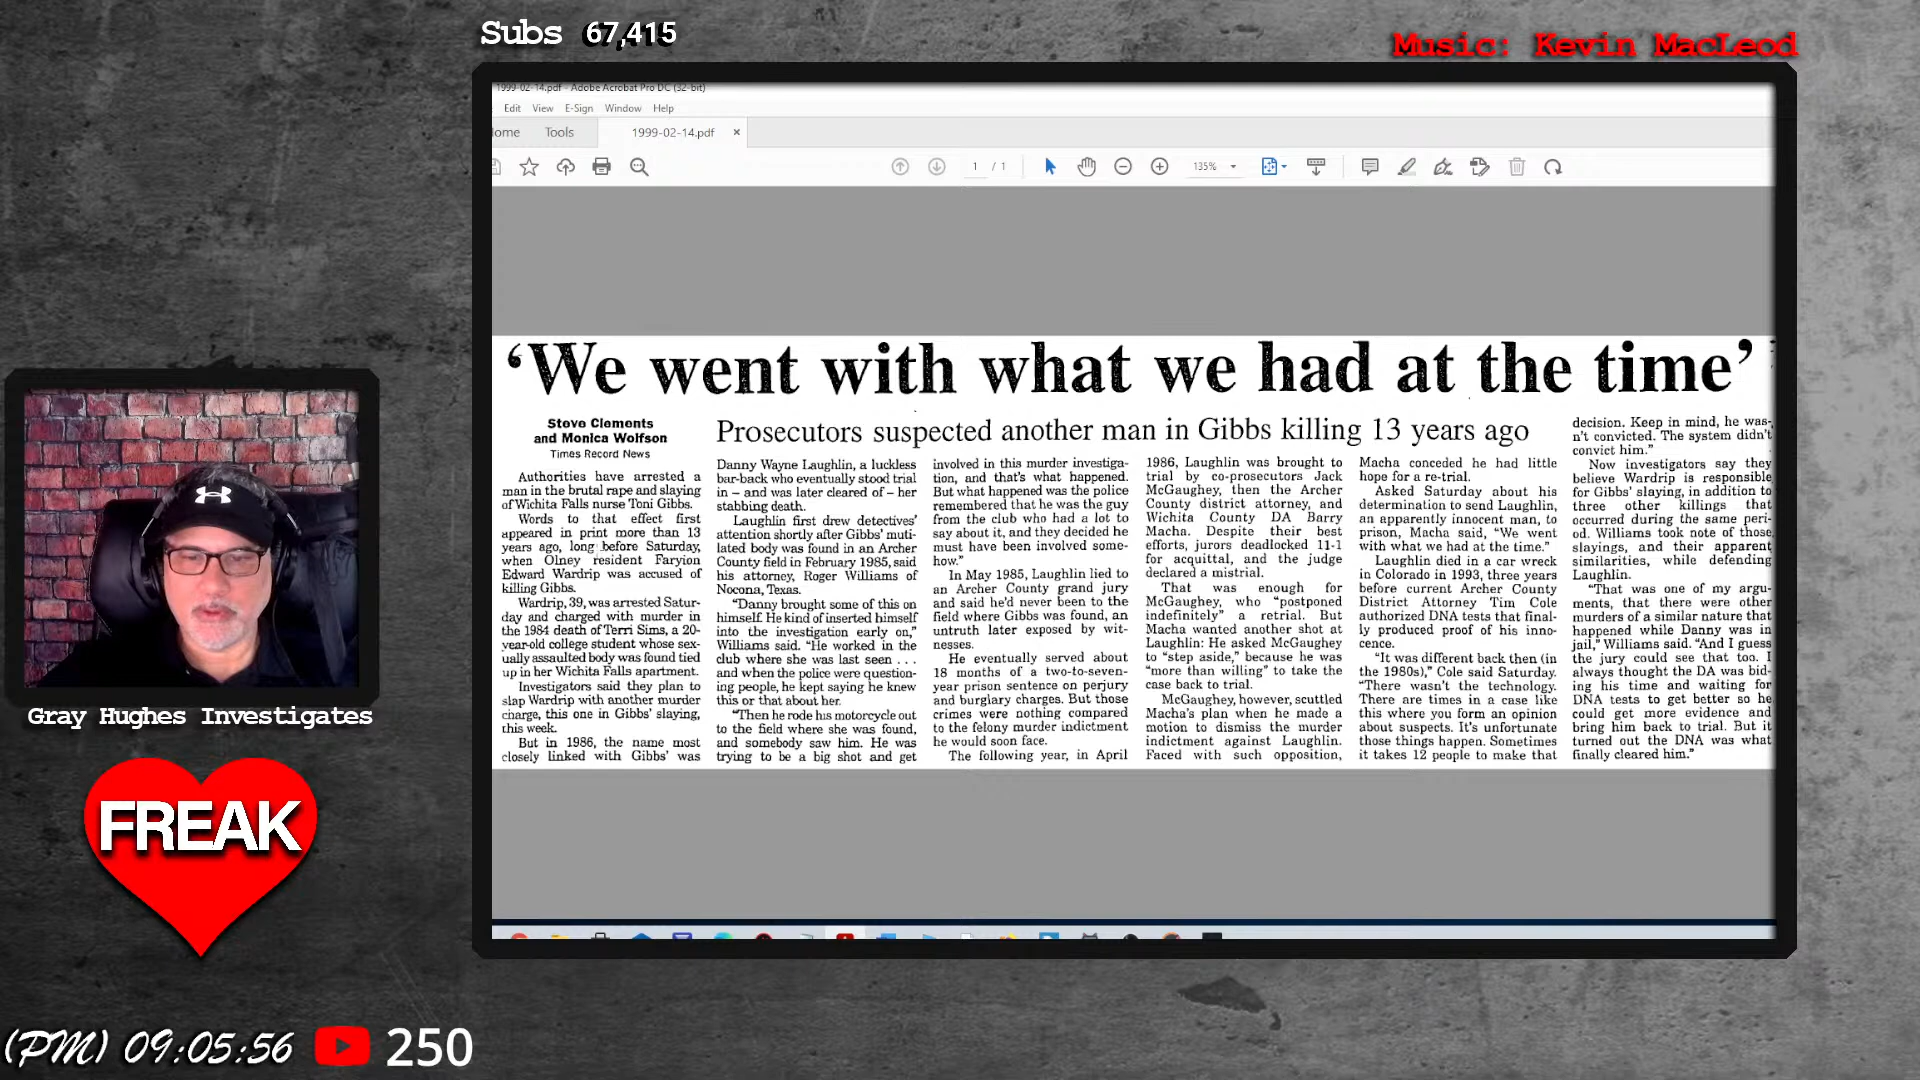 Subs 67,415
Music: Kevin MacLeod
1999-02-14.pdf - Adobe Acrobat Pro DC (32-bit)
Edit View E-Sign Window Help
ome Tools 1999-02-14.pdf ×
1 / 1 135%
‘We went with what we had at the time’
Steve Clements
and Monica Wolfson
Times Record News
Prosecutors suspected another man in Gibbs killing 13 years ago
Authorities have arrested a
man in the brutal rape and slaying
of Wichita Falls nurse Toni Gibbs.
Words to that effect first
appeared in print more than 13
years ago, long before Saturday,
when Olney resident Faryion
Edward Wardrip was accused of
killing Gibbs.
Wardrip, 39, was arrested Satur-
day and charged with murder in
the 1984 death of Terri Sims, a 20-
year-old college student whose sex-
ually assaulted body was found tied
up in her Wichita Falls apartment.
Investigators said they plan to
slap Wardrip with another murder
charge, this one in Gibbs’ slaying,
this week.
But in 1986, the name most
closely linked with Gibbs’ was
Danny Wayne Laughlin, a luckless
bar-back who eventually stood trial
in – and was later cleared of – her
stabbing death.
Laughlin first drew detectives’
attention shortly after Gibbs’ muti-
lated body was found in an Archer
County field in February 1985, said
his attorney, Roger Williams of
Nocona, Texas.
“Danny brought some of this on
himself. He kind of inserted himself
into the investigation early on,”
Williams said. “He worked in the
club where she was last seen . . .
and when the police were question-
ing people, he kept saying he knew
this or that about her.
“Then he rode his motorcycle out
to the field where she was found,
and somebody saw him. He was
trying to be a big shot and get
involved in this murder investiga-
tion, and that’s what happened.
But what happened was the police
remembered that he was the guy
from the club who had a lot to
say about it, and they decided he
must have been involved some-
how.”
In May 1985, Laughlin lied to
an Archer County grand jury
and said he’d never been to the
field where Gibbs was found, an
untruth later exposed by wit-
nesses.
He eventually served about
18 months of a two-to-seven-
year prison sentence on perjury
and burglary charges. But those
crimes were nothing compared
to the felony murder indictment
he would soon face.
The following year, in April
1986, Laughlin was brought to
trial by co-prosecutors Jack
McGaughey, then the Archer
County district attorney, and
Wichita County DA Barry
Macha. Despite their best
efforts, jurors deadlocked 11-1
for acquittal, and the judge
declared a mistrial.
That was enough for
McGaughey, who “postponed
indefinitely” a retrial. But
Macha wanted another shot at
Laughlin: He asked McGaughey
to “step aside,” because he was
“more than willing” to take the
case back to trial.
McGaughey, however, scuttled
Macha’s plan when he made a
motion to dismiss the murder
indictment against Laughlin.
Faced with such opposition,
Macha conceded he had little
hope for a re-trial.
Asked Saturday about his
determination to send Laughlin,
an apparently innocent man, to
prison, Macha said, “We went
with what we had at the time.”
Laughlin died in a car wreck
in Colorado in 1993, three years
before current Archer County
District Attorney Tim Cole
authorized DNA tests that final-
ly produced proof of his inno-
cence.
“It was different back then (in
the 1980s),” Cole said Saturday.
“There wasn’t the technology.
There are times in a case like
this where you form an opinion
about suspects. It’s unfortunate
those things happen. Sometimes
it takes 12 people to make that
decision. Keep in mind, he was-
n’t convicted. The system didn’t
convict him.”
Now investigators say they
believe Wardrip is responsible
for Gibbs’ slaying, in addition to
three other killings that
occurred during the same peri-
od. Williams took note of those
slayings, and their apparent
similarities, while defending
Laughlin.
“That was one of my argu-
ments, that there were other
murders of a similar nature that
happened while Danny was in
jail,” Williams said. “And I guess
the jury could see that too. I
always thought the DA was bid-
ing his time and waiting for
DNA tests to get better so he
could get more evidence and
bring him back to trial. But it
turned out the DNA was what
finally cleared him.”
Gray Hughes Investigates
FREAK
(PM) 09:05:56 250